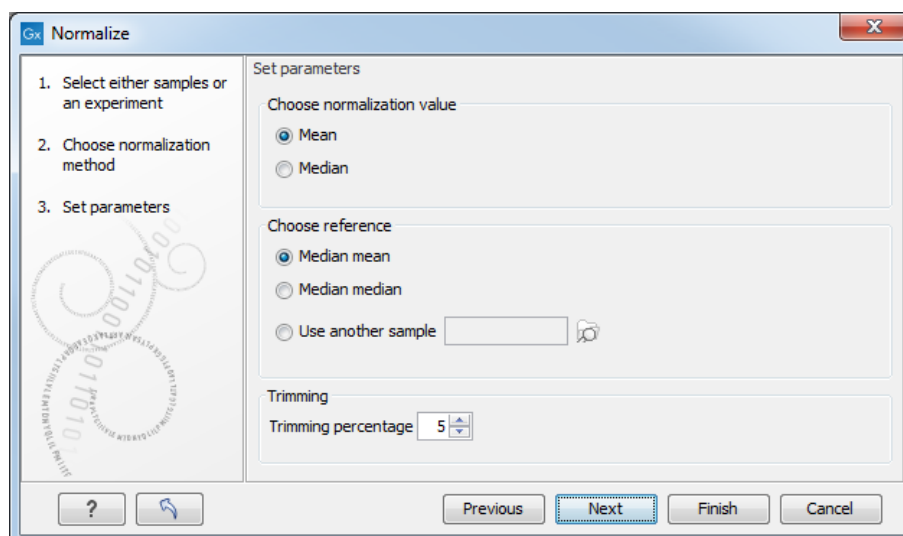 Gx Normalize
X
1. Select either samples or
an experiment
2. Choose normalization
method
3. Set parameters
Set parameters
Choose normalization value
Mean
Median
Choose reference
Median mean
Median median
Use another sample
Trimming
Trimming percentage 5
? Previous Next Finish Cancel